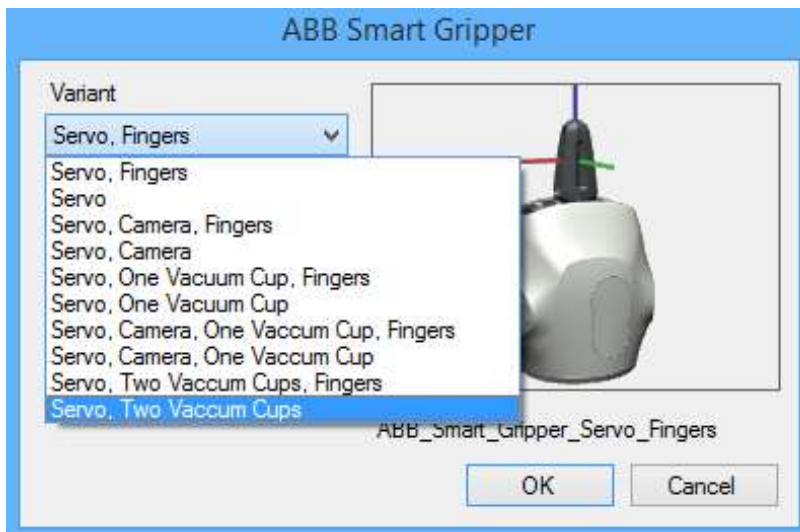 ABB Smart Gripper
Variant
Servo, Fingers
Servo, Fingers
Servo
Servo, Camera, Fingers
Servo, Camera
Servo, One Vacuum Cup, Fingers
Servo, One Vacuum Cup
Servo, Camera, One Vaccum Cup, Fingers
Servo, Camera, One Vaccum Cup
Servo, Two Vaccum Cups, Fingers
Servo, Two Vaccum Cups
ABB_Smart_Gripper_Servo_Fingers
OK Cancel